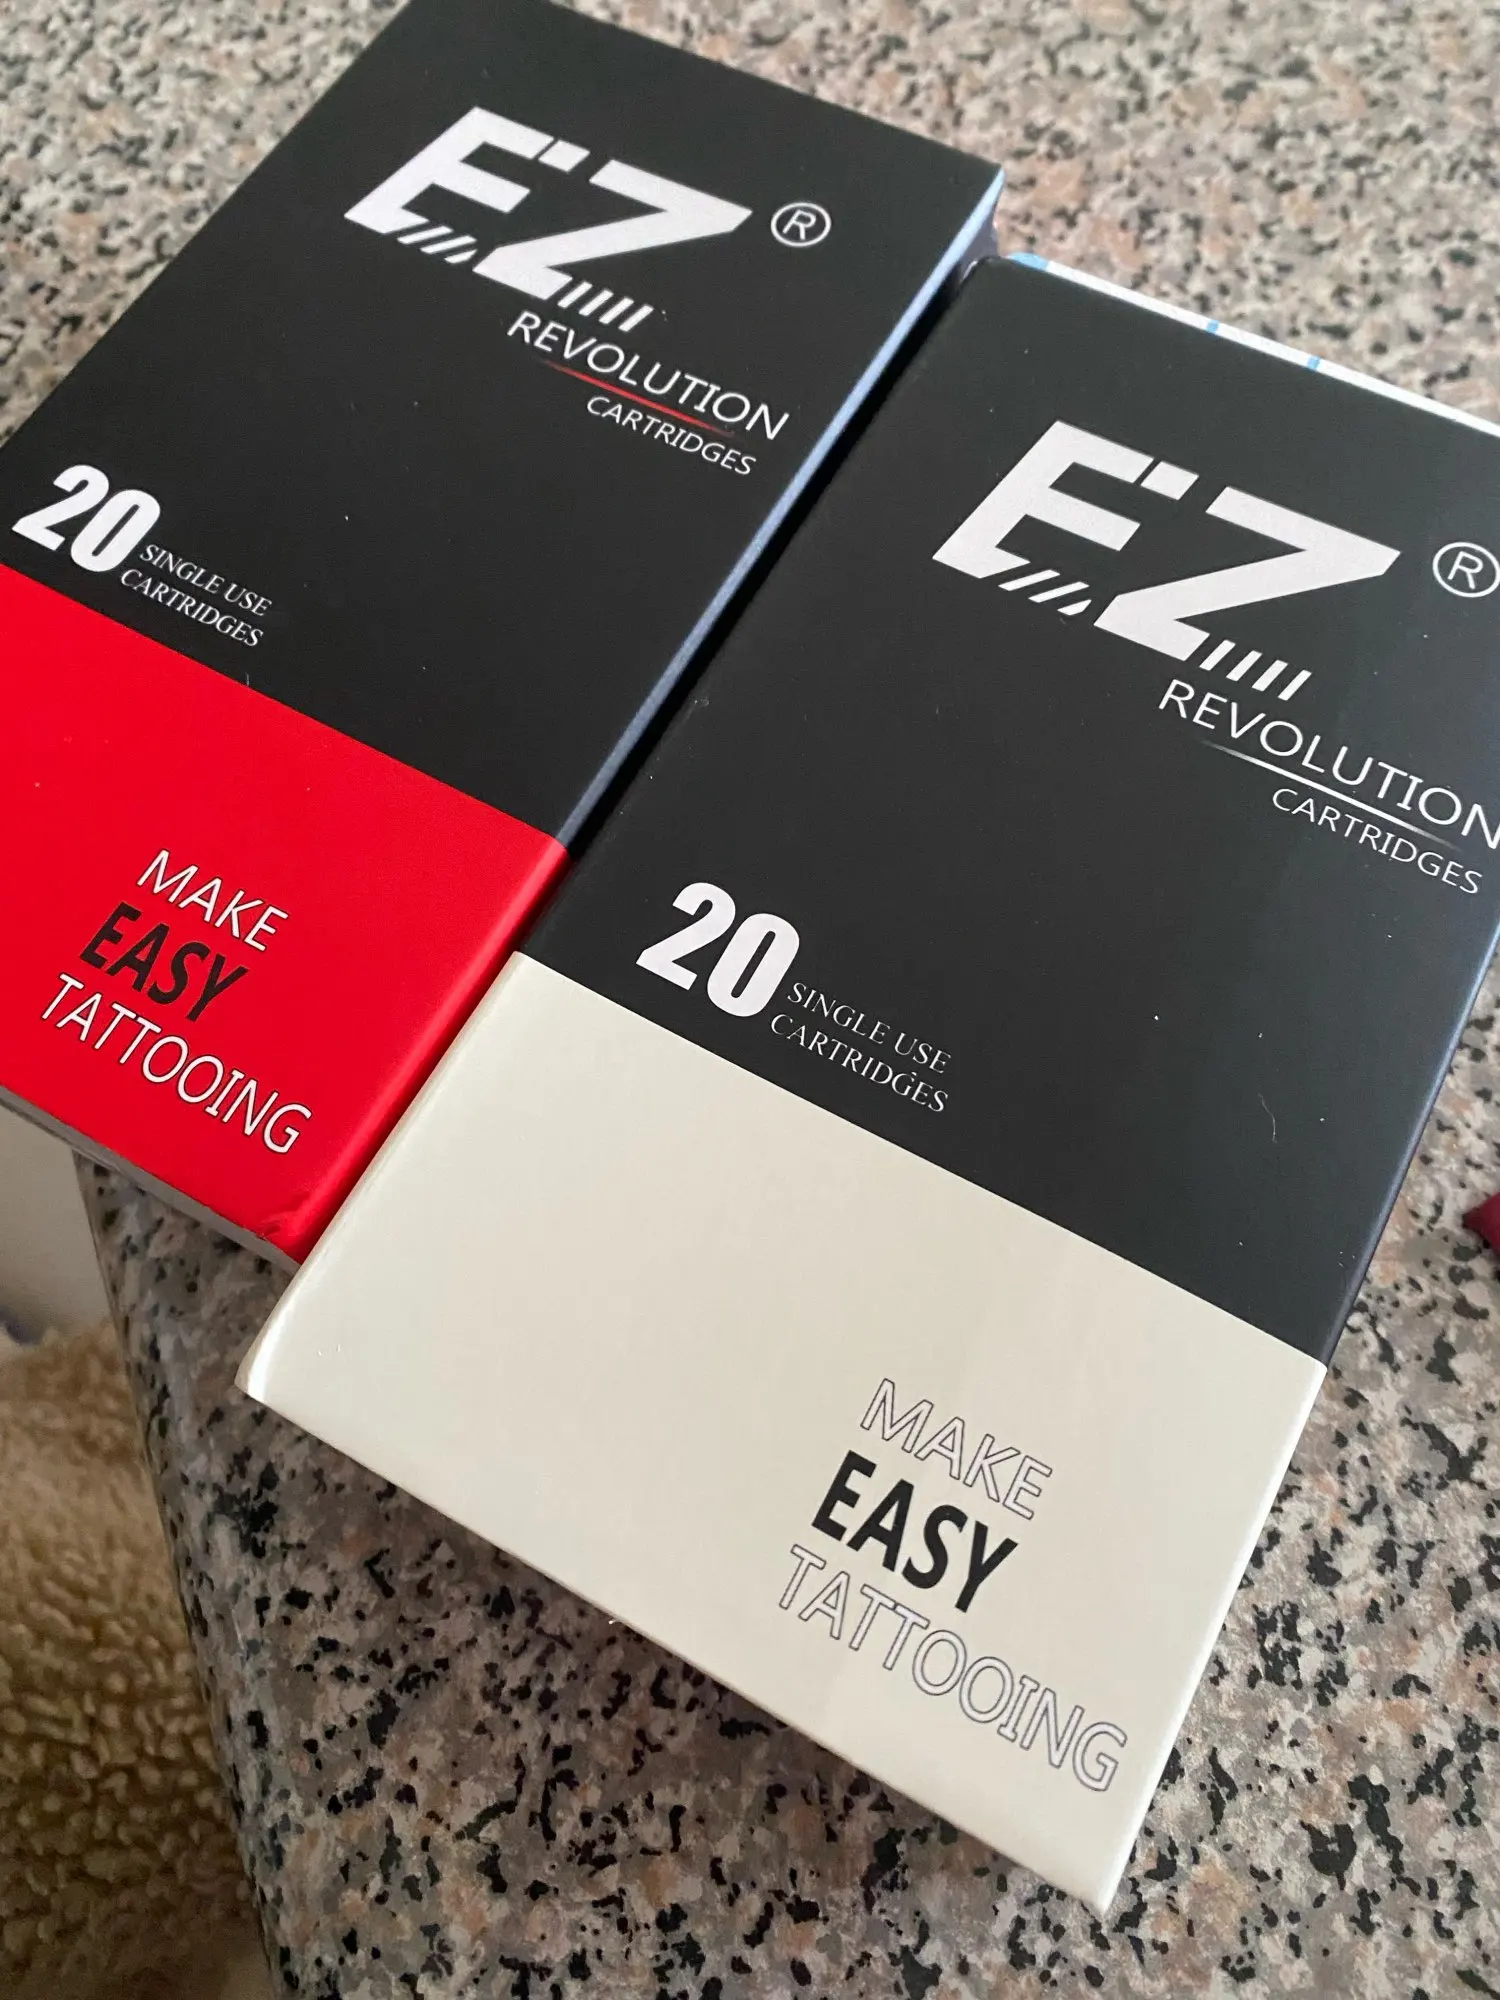 EZ ®
REVOLUTION
CARTRIDGES
20 SINGLE USE
CARTRIDGES
MAKE
EASY
TATTOOING
EZ ®
REVOLUTION
CARTRIDGES
20 SINGLE USE
CARTRIDGES
MAKE
EASY
TATTOOING